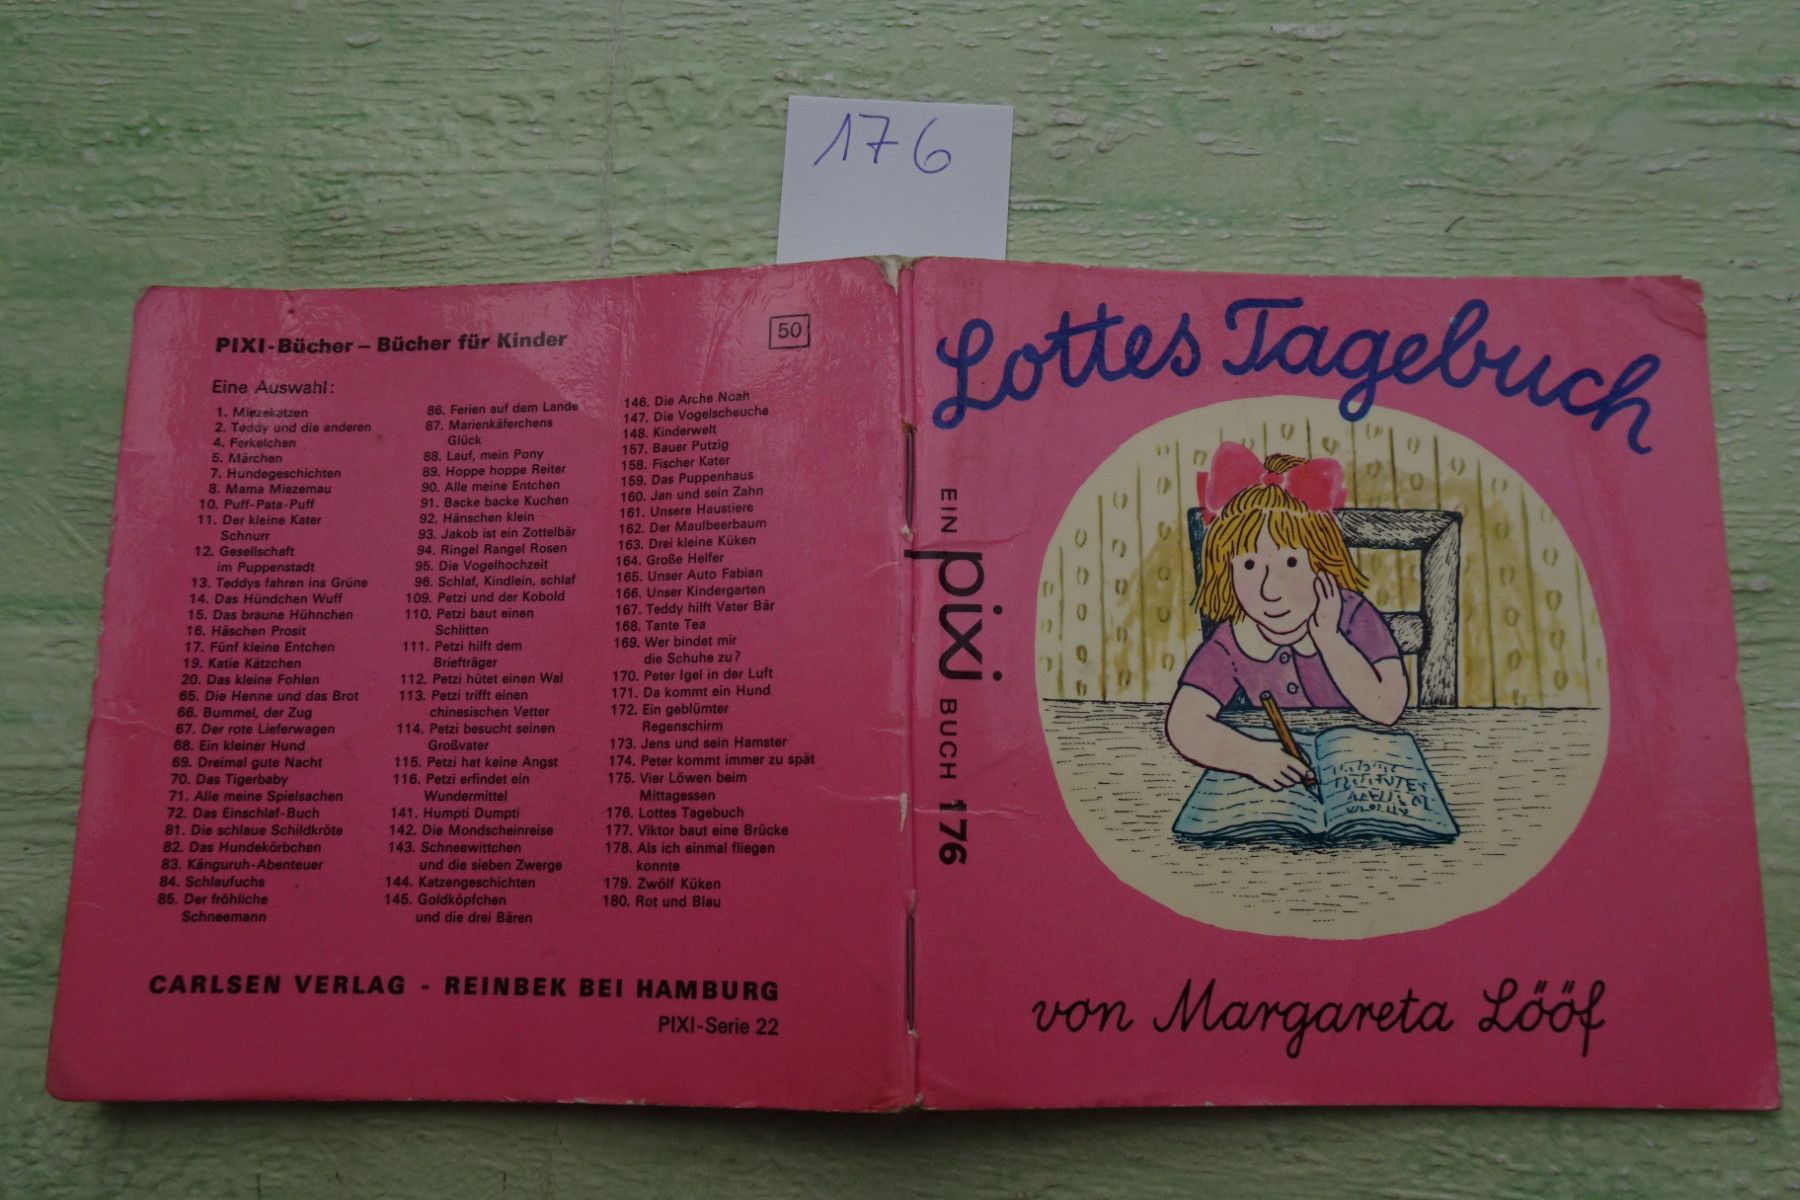 176
PIXI-Bücher – Bücher für Kinder
50
Eine Auswahl:
1. Miezekatzen
2. Teddy und die anderen
4. Ferkelchen
5. Märchen
7. Hundegeschichten
8. Mama Miezemau
10. Puff-Pata-Puff
11. Der kleine Kater
Schnurr
12. Gesellschaft
im Puppenstadt
13. Teddys fahren ins Grüne
14. Das Hündchen Wuff
15. Das braune Hühnchen
16. Häschen Prosit
17. Fünf kleine Entchen
19. Katie Kätzchen
20. Das kleine Fohlen
65. Die Henne und das Brot
66. Bummel, der Zug
67. Der rote Lieferwagen
68. Ein kleiner Hund
69. Dreimal gute Nacht
70. Das Tigerbaby
71. Alle meine Spielsachen
72. Das Einschlaf-Buch
81. Die schlaue Schildkröte
82. Das Hundekörbchen
83. Känguruh-Abenteuer
84. Schlaufuchs
85. Der fröhliche
Schneemann
86. Ferien auf dem Lande
87. Marienkäferchens
Glück
88. Lauf, mein Pony
89. Hoppe hoppe Reiter
90. Alle meine Entchen
91. Backe backe Kuchen
92. Hänschen klein
93. Jakob ist ein Zottelbär
94. Ringel Rangel Rosen
95. Die Vogelhochzeit
96. Schlaf, Kindlein, schlaf
109. Petzi und der Kobold
110. Petzi baut einen
Schlitten
111. Petzi hilft dem
Briefträger
112. Petzi hütet einen Wal
113. Petzi trifft einen
chinesischen Vetter
114. Petzi besucht seinen
Großvater
115. Petzi hat keine Angst
116. Petzi erfindet ein
Wundermittel
141. Humpti Dumpti
142. Die Mondscheinreise
143. Schneewittchen
und die sieben Zwerge
144. Katzengeschichten
145. Goldköpfchen
und die drei Bären
146. Die Arche Noah
147. Die Vogelscheuche
148. Kinderwelt
157. Bauer Putzig
158. Fischer Kater
159. Das Puppenhaus
160. Jan und sein Zahn
161. Unsere Haustiere
162. Der Maulbeerbaum
163. Drei kleine Küken
164. Große Helfer
165. Unser Auto Fabian
166. Unser Kindergarten
167. Teddy hilft Vater Bär
168. Tante Tea
169. Wer bindet mir
die Schuhe zu?
170. Peter Igel in der Luft
171. Da kommt ein Hund
172. Ein geblümter
Regenschirm
173. Jens und sein Hamster
174. Peter kommt immer zu spät
175. Vier Löwen beim
Mittagessen
176. Lottes Tagebuch
177. Viktor baut eine Brücke
178. Als ich einmal fliegen
konnte
179. Zwölf Küken
180. Rot und Blau
CARLSEN VERLAG - REINBEK BEI HAMBURG
PIXI-Serie 22
EIN pixi BUCH 176
Lottes Tagebuch
von Margareta Lööf